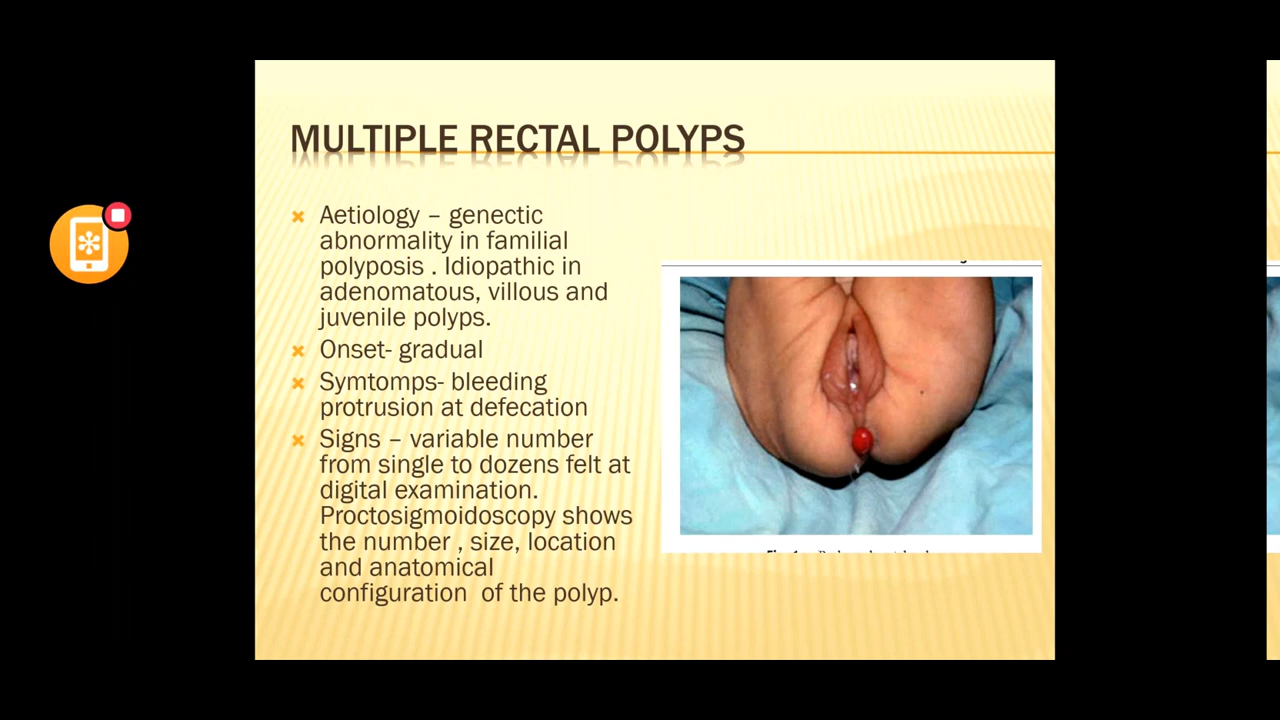 MULTIPLE RECTAL POLYPS
Aetiology – genectic
abnormality in familial
polyposis . Idiopathic in
adenomatous, villous and
juvenile polyps.
Onset- gradual
Symtomps- bleeding
protrusion at defecation
Signs – variable number
from single to dozens felt at
digital examination.
Proctosigmoidoscopy shows
the number , size, location
and anatomical
configuration of the polyp.